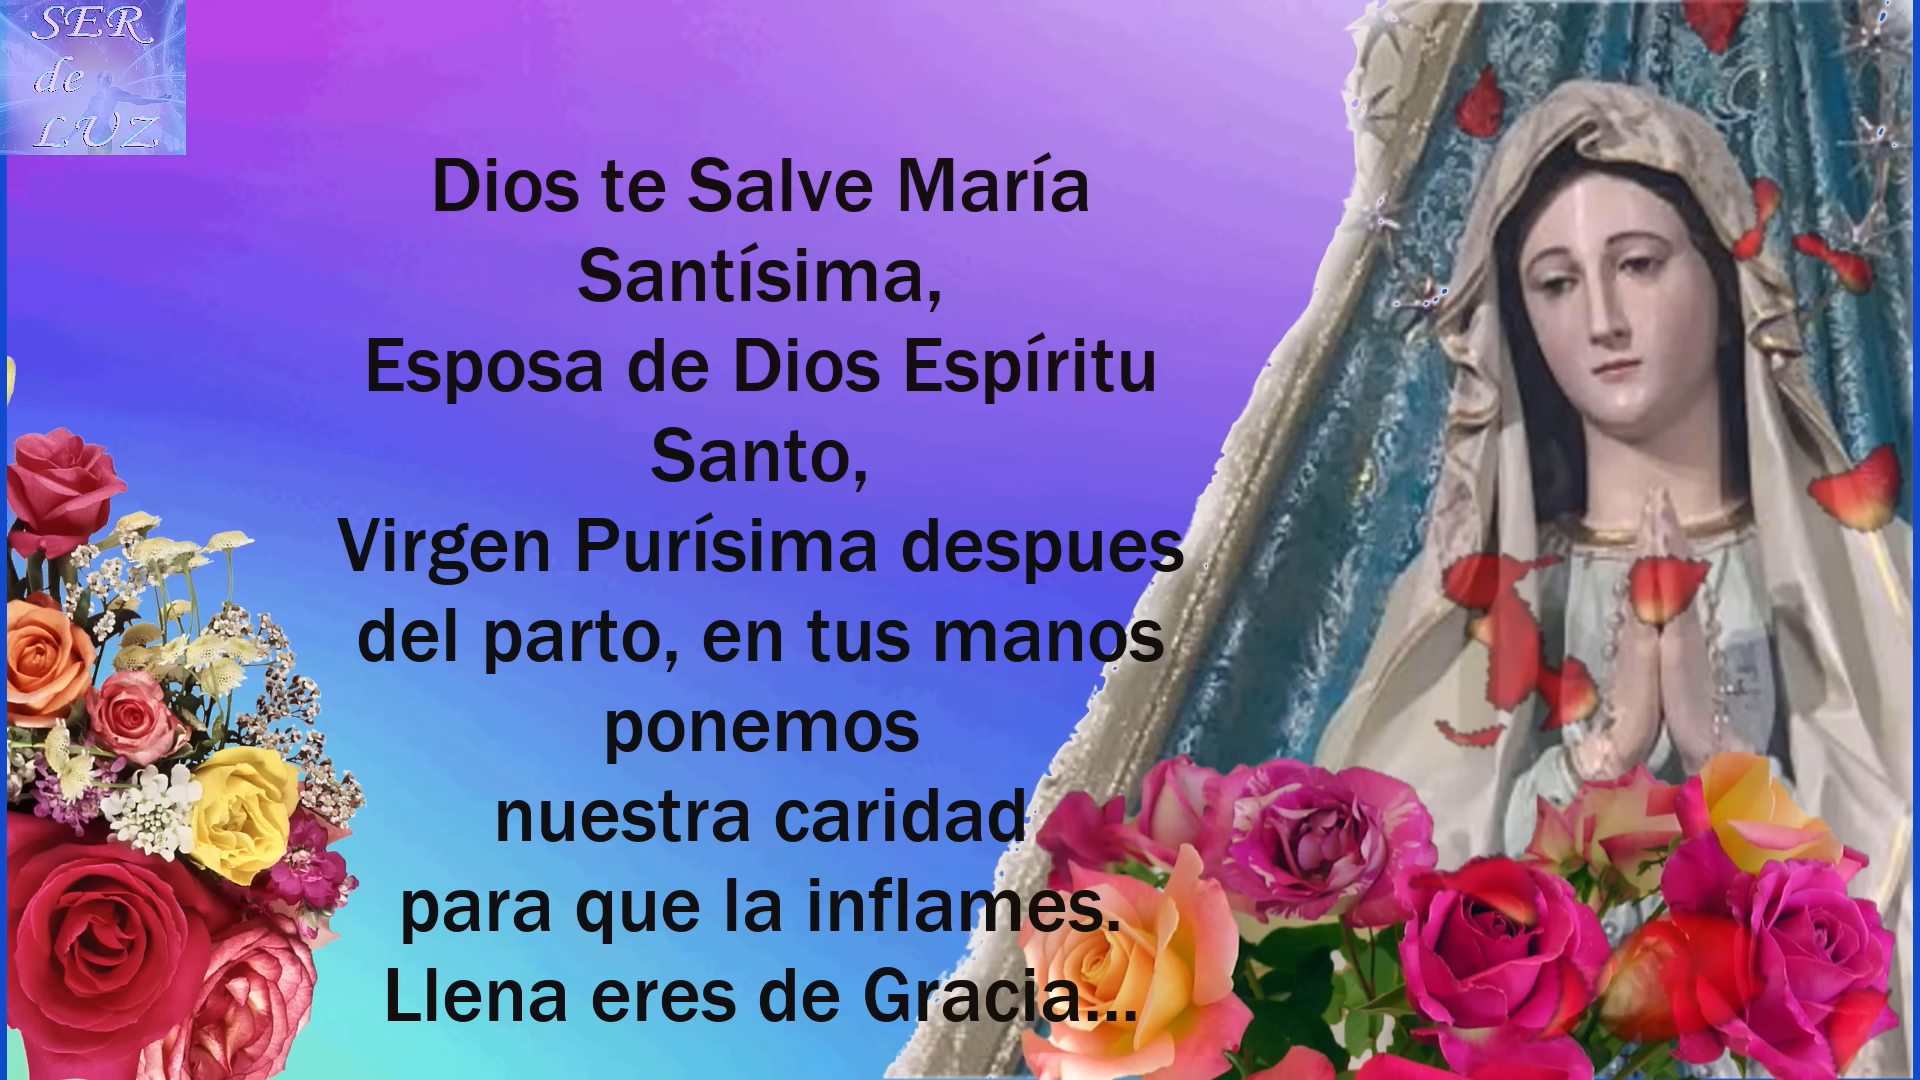 SER
de
LUZ
Dios te Salve María
Santísima,
Esposa de Dios Espíritu
Santo,
Virgen Purísima despues
del parto, en tus manos
ponemos
nuestra caridad
para que la inflames.
Llena eres de Gracia...